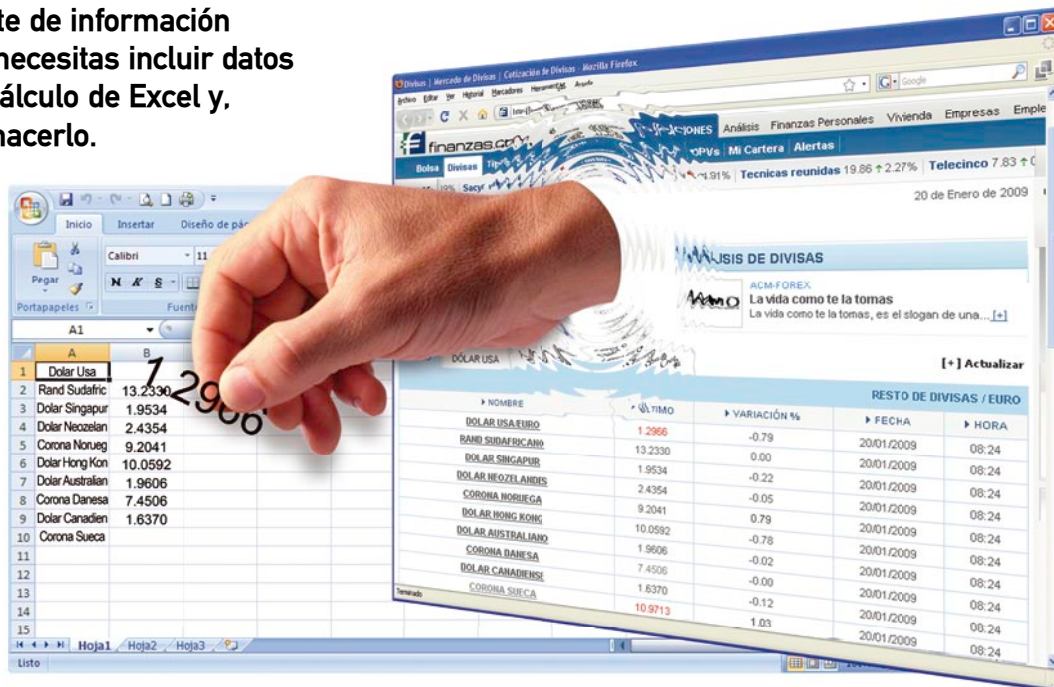 te de información
necesitas incluir datos
álculo de Excel y,
hacerlo.
Divisas | Mercado de Divisas | Cotización de Divisas - Mozilla Firefox
Archivo Editar Ver Historial Marcadores Herramientas Ayuda
Google
finanzas.com
IONES Análisis Finanzas Personales Vivienda Empresas Emple
Bolsa Divisas OPVs Mi Cartera Alertas
Sacyr 1.91% Tecnicas reunidas 19.86 2.27% Telecinco 7.83
20 de Enero de 2009
ISIS DE DIVISAS
ACM-FOREX
La vida como te la tomas
La vida como te la tomas, es el slogan de una... [+]
DÓLAR USA
[+] Actualizar
RESTO DE DIVISAS / EURO
NOMBRE ÚLTIMO VARIACIÓN % FECHA HORA
DOLAR USA/EURO 1.2966 -0.79 20/01/2009 08:24
RAND SUDAFRICANO 13.2330 0.00 20/01/2009 08:24
DOLAR SINGAPUR 1.9534 -0.22 20/01/2009 08:24
DOLAR NEOZELANDIS 2.4354 -0.05 20/01/2009 08:24
CORONA NORUEGA 9.2041 0.79 20/01/2009 08:24
DOLAR HONG KONG 10.0592 -0.78 20/01/2009 08:24
DOLAR AUSTRALIANO 1.9606 -0.02 20/01/2009 08:24
CORONA DANESA 7.4506 -0.00 20/01/2009 08:24
DOLAR CANADIENSE 1.6370 -0.12 20/01/2009 08:24
CORONA SUECA 10.9713 1.03 20/01/2009 08:24
Terminado
Inicio Insertar Diseño de pág
Pegar
Calibri 11
N K S
Portapapeles Fuent
A1
A B
1 Dolar Usa
1.2966
2 Rand Sudafric 13.2330
3 Dolar Singapur 1.9534
4 Dolar Neozelan 2.4354
5 Corona Norueg 9.2041
6 Dolar Hong Kon 10.0592
7 Dolar Australian 1.9606
8 Corona Danesa 7.4506
9 Dolar Canadien 1.6370
10 Corona Sueca
11
12
13
14
15
Hoja1 Hoja2 Hoja3
Listo